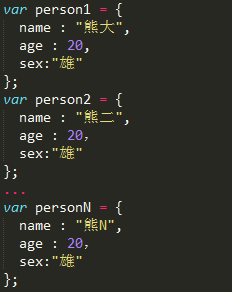 var person1 = {
  name : "熊大",
  age : 20,
  sex:"雄"
};
var person2 = {
  name : "熊二",
  age : 20,
  sex:"雄"
};
...
var personN = {
  name : "熊N",
  age : 20,
  sex:"雄"
};